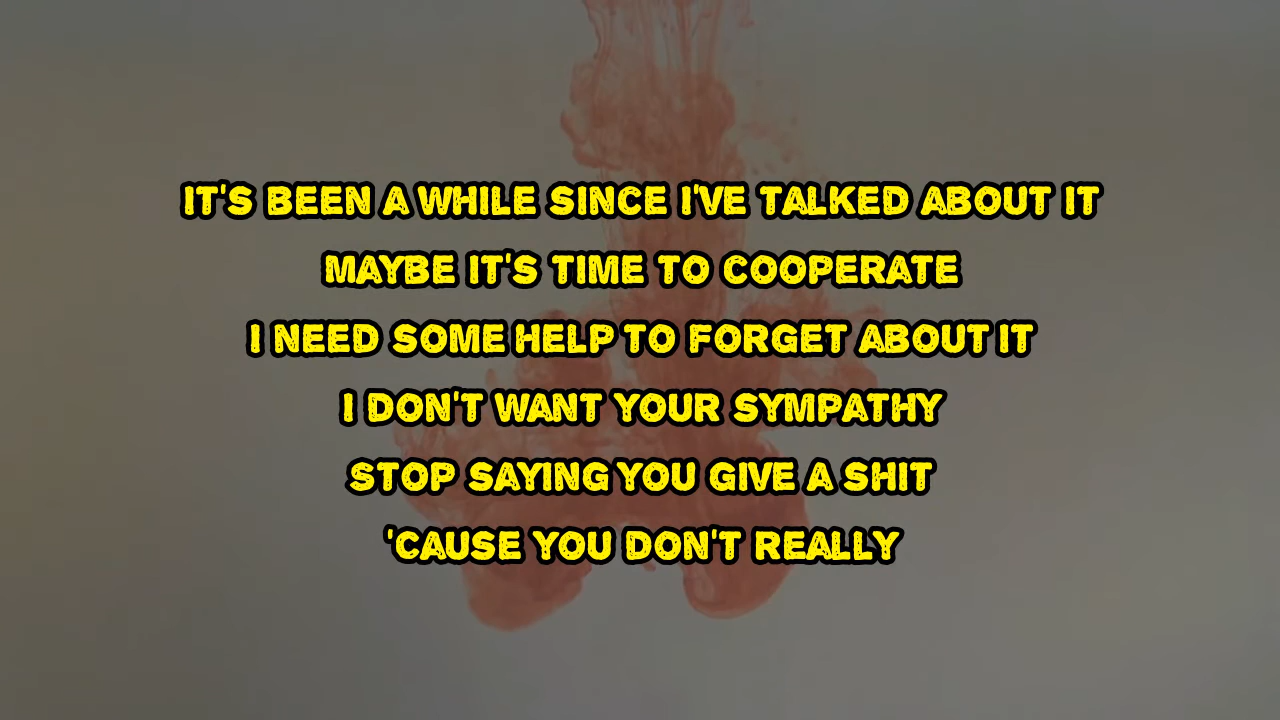 IT'S BEEN A WHILE SINCE I'VE TALKED ABOUT IT
MAYBE IT'S TIME TO COOPERATE
I NEED SOME HELP TO FORGET ABOUT IT
I DON'T WANT YOUR SYMPATHY
STOP SAYING YOU GIVE A SHIT
'CAUSE YOU DON'T REALLY